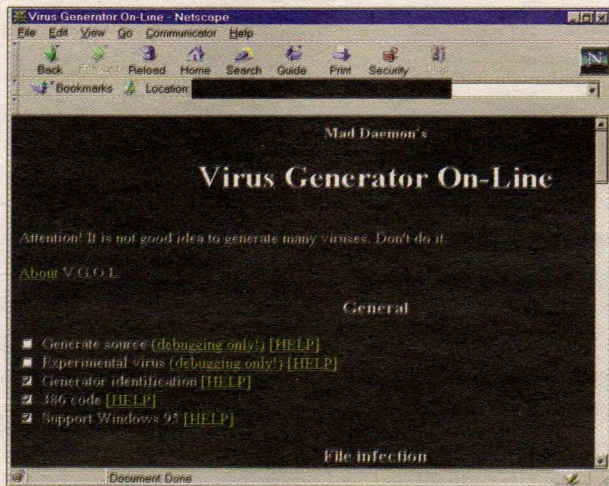 Virus Generator On-Line - Netscape
File Edit View Go Communicator Help
Back Forward Reload Home Search Guide Print Security Stop
Bookmarks Location:
N
Mad Daemon's
Virus Generator On-Line
Attention! It is not good idea to generate many viruses. Don't do it.
About V.G.O.L.
General
Generate source (debugging only!) [HELP]
Experimental virus (debugging only!) [HELP]
Generator identification [HELP]
386 code [HELP]
Support Windows 95 [HELP]
File infection
Document Done